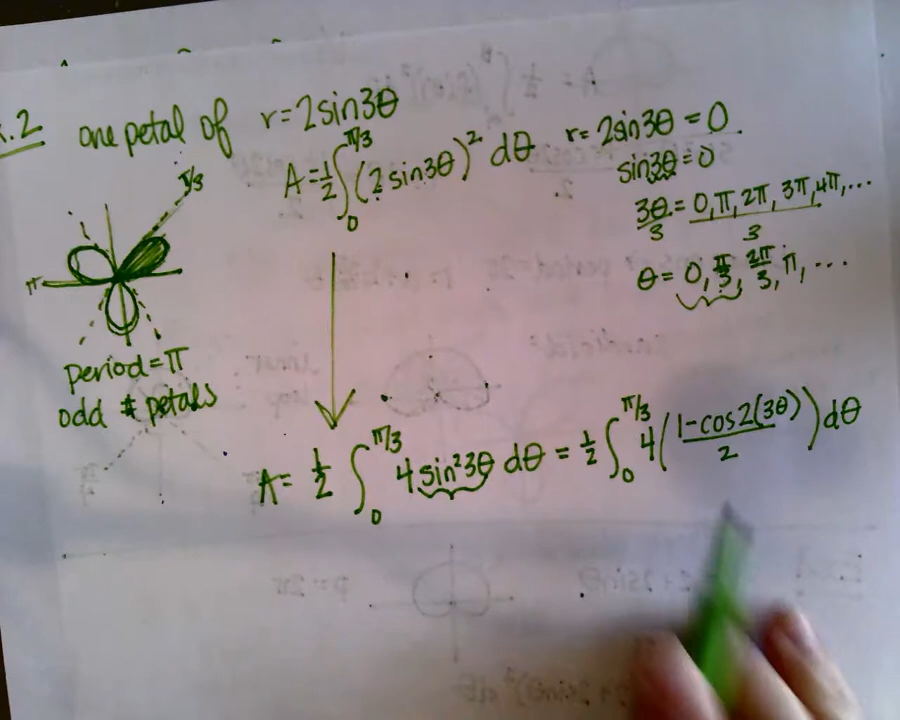 .2 one petal of r=2sin3θ
A=½∫₀^π/3 (2sin3θ)² dθ
r=2sin3θ=0
sin3θ=0
3θ/3=0,π,2π,3π,4π,.../3
θ=0,π/3,2π/3,π,...
π/3
π
period=π
odd # petals
A=½∫₀^π/3 4sin²3θ dθ=½∫₀^π/3 4(1-cos2(3θ)/2)dθ